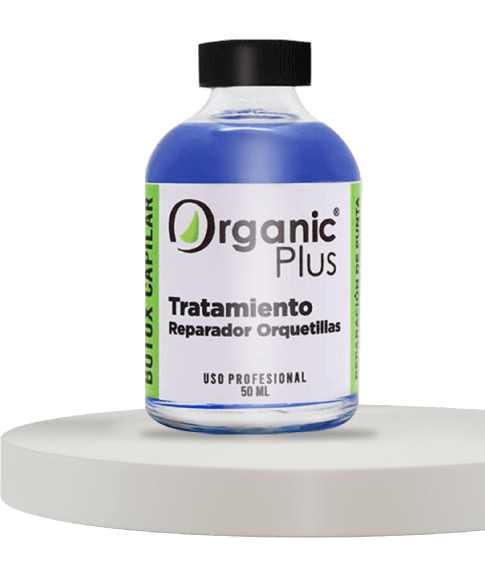 Organic®
Plus
Tratamiento
Reparador Orquetillas
USO PROFESIONAL
50 ML
BOTOX CAPILAR
REPARACIÓN DE PUNTA